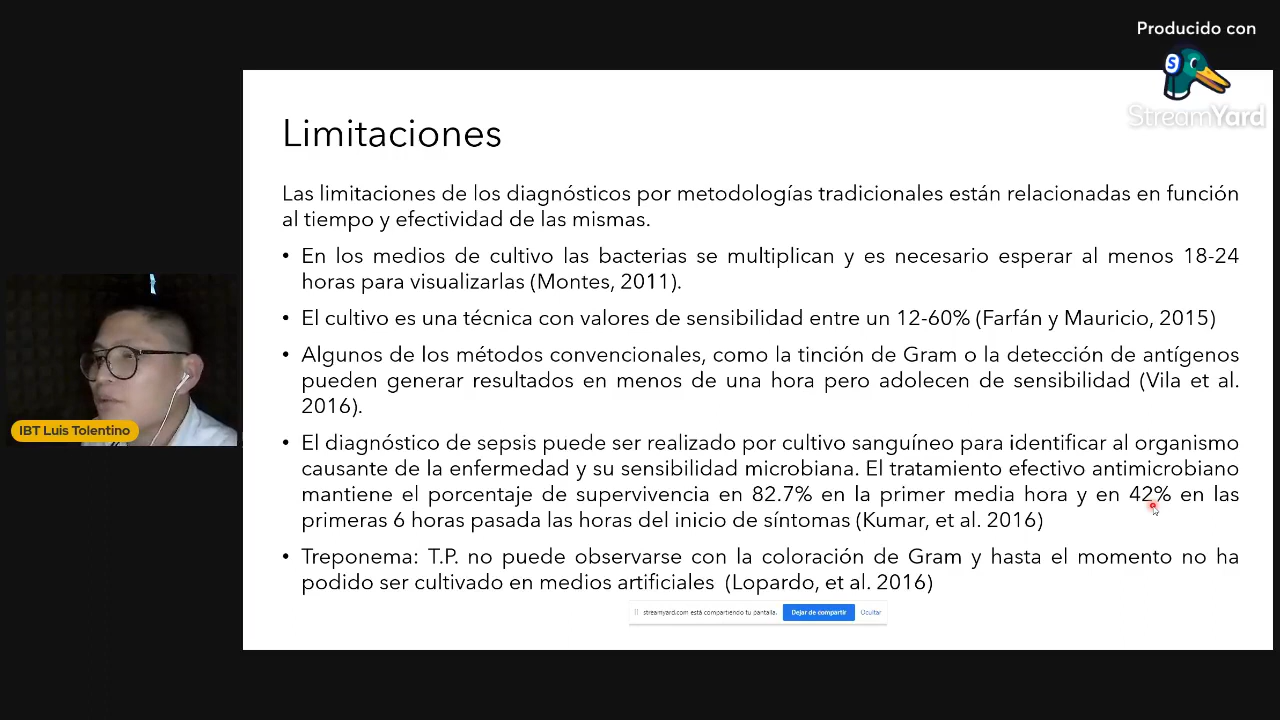 Producido con
StreamYard
Limitaciones
Las limitaciones de los diagnósticos por metodologías tradicionales están relacionadas en función
al tiempo y efectividad de las mismas.
• En los medios de cultivo las bacterias se multiplican y es necesario esperar al menos 18-24
horas para visualizarlas (Montes, 2011).
• El cultivo es una técnica con valores de sensibilidad entre un 12-60% (Farfán y Mauricio, 2015)
• Algunos de los métodos convencionales, como la tinción de Gram o la detección de antígenos
pueden generar resultados en menos de una hora pero adolecen de sensibilidad (Vila et al.
2016).
• El diagnóstico de sepsis puede ser realizado por cultivo sanguíneo para identificar al organismo
causante de la enfermedad y su sensibilidad microbiana. El tratamiento efectivo antimicrobiano
mantiene el porcentaje de supervivencia en 82.7% en la primer media hora y en 42% en las
primeras 6 horas pasada las horas del inicio de síntomas (Kumar, et al. 2016)
• Treponema: T.P. no puede observarse con la coloración de Gram y hasta el momento no ha
podido ser cultivado en medios artificiales (Lopardo, et al. 2016)
IBT Luis Tolentino
streamyard.com está compartiendo tu pantalla. Dejar de compartir Ocultar